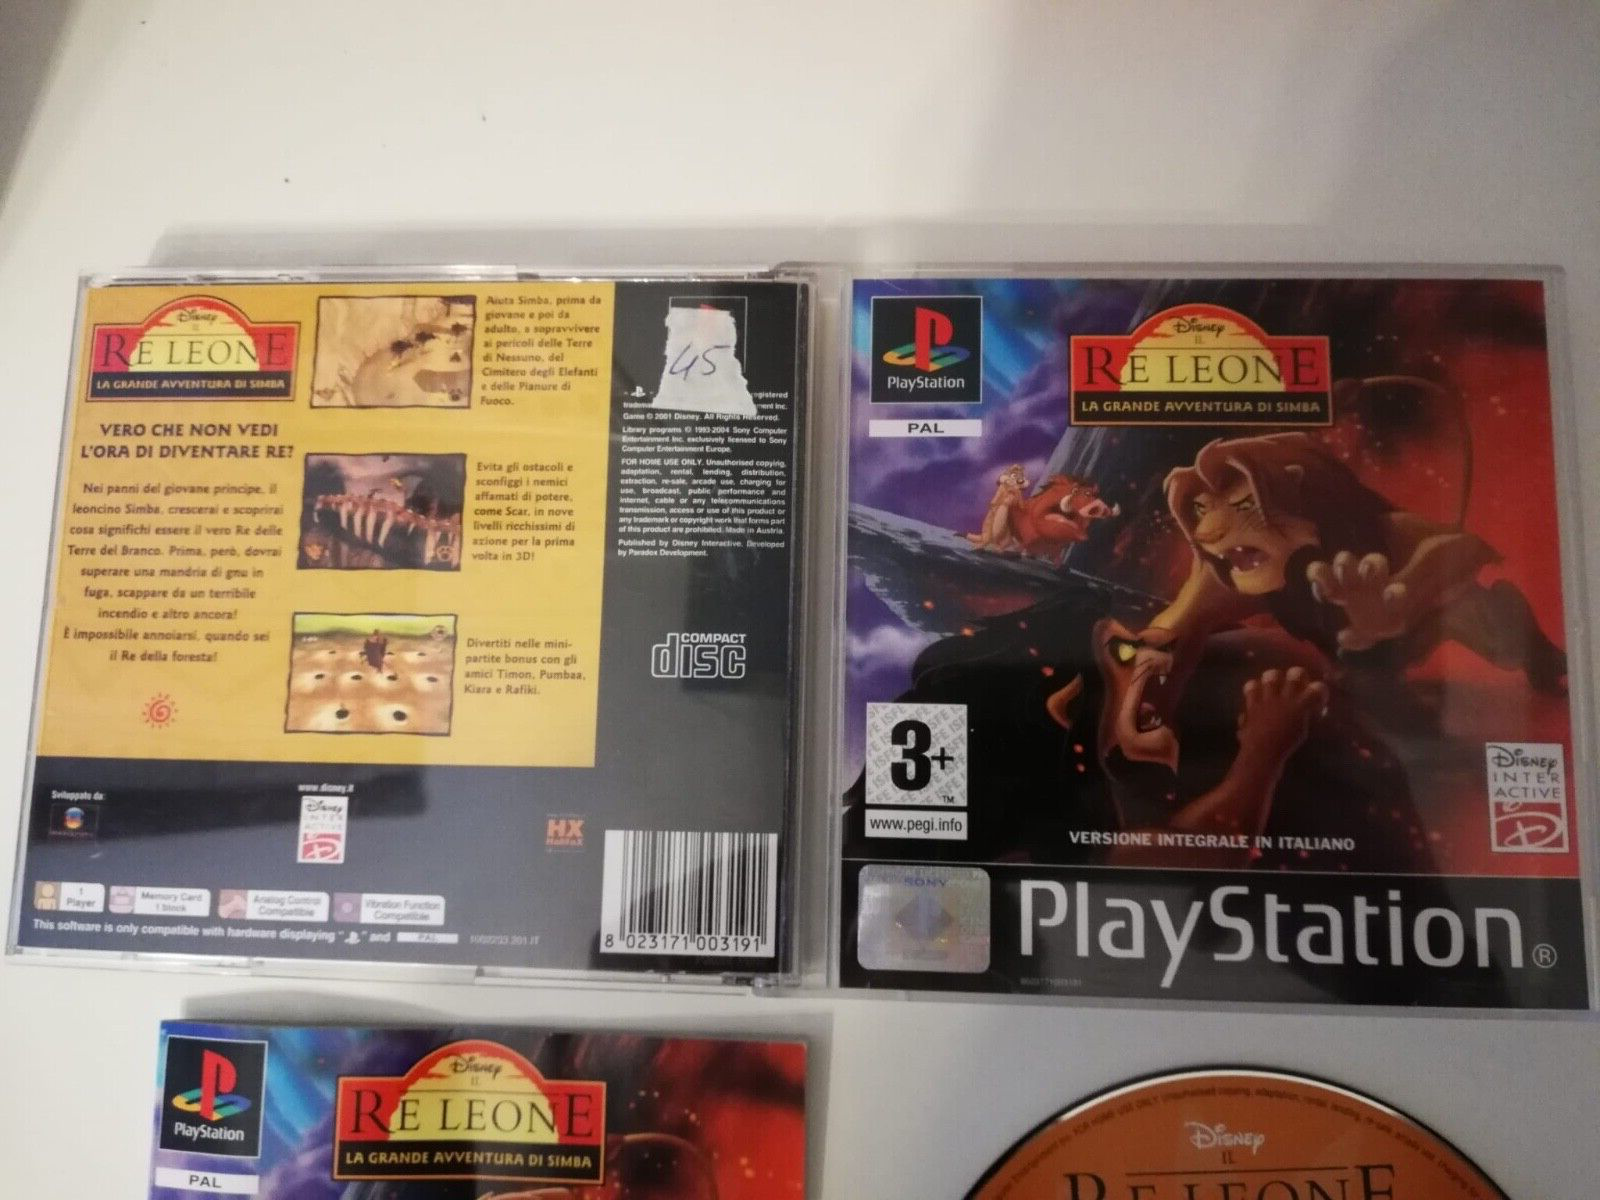 Disney
IL
RE LEONE
LA GRANDE AVVENTURA DI SIMBA
VERO CHE NON VEDI
L'ORA DI DIVENTARE RE?
Nei panni del giovane principe, il
leoncino Simba, crescerai e scoprirai
cosa significhi essere il vero Re delle
Terre del Branco. Prima, però, dovrai
superare una mandria di gnu in
fuga, scappare da un terribile
incendio e altro ancora!
È impossibile annoiarsi, quando sei
il Re della foresta!
Aiuta Simba, prima da
giovane e poi da
adulto, a sopravvivere
ai pericoli delle Terre
di Nessuno, del
Cimitero degli Elefanti
e delle Pianure di
Fuoco.
Evita gli ostacoli e
sconfiggi i nemici
affamati di potere,
come Scar, in nove
livelli ricchissimi di
azione per la prima
volta in 3D!
Divertiti nelle mini-
partite bonus con gli
amici Timon, Pumbaa,
Kiara e Rafiki.
45
Game © 2001 Disney. All Rights Reserved.
Library programs © 1993-2004 Sony Computer
Entertainment Inc. exclusively licensed to Sony
Computer Entertainment Europe.
FOR HOME USE ONLY. Unauthorised copying,
adaptation, rental, lending, distribution,
extraction, re-sale, arcade use, charging for
use, broadcast, public performance and
internet, cable or any telecommunications
transmission, access or use of this product or
any trademark or copyright work that forms part
of this product are prohibited. Made in Austria.
Published by Disney Interactive. Developed
by Paradox Development.
COMPACT
disc
Sviluppato da:
www.disney.it
Disney
INTER
ACTIVE
HX
Halifax
1
Player
Memory Card
1 block
Analog Control
Compatible
Vibration Function
Compatible
This software is only compatible with hardware displaying " " and PAL
8 023171 003191
PlayStation
PAL
Disney
IL
RE LEONE
LA GRANDE AVVENTURA DI SIMBA
3+
TM
www.pegi.info
VERSIONE INTEGRALE IN ITALIANO
Disney
INTER
ACTIVE
SONY
PlayStation®
PlayStation
PAL
Disney
IL
RE LEONE
LA GRANDE AVVENTURA DI SIMBA
Disney
IL
RE LEONE